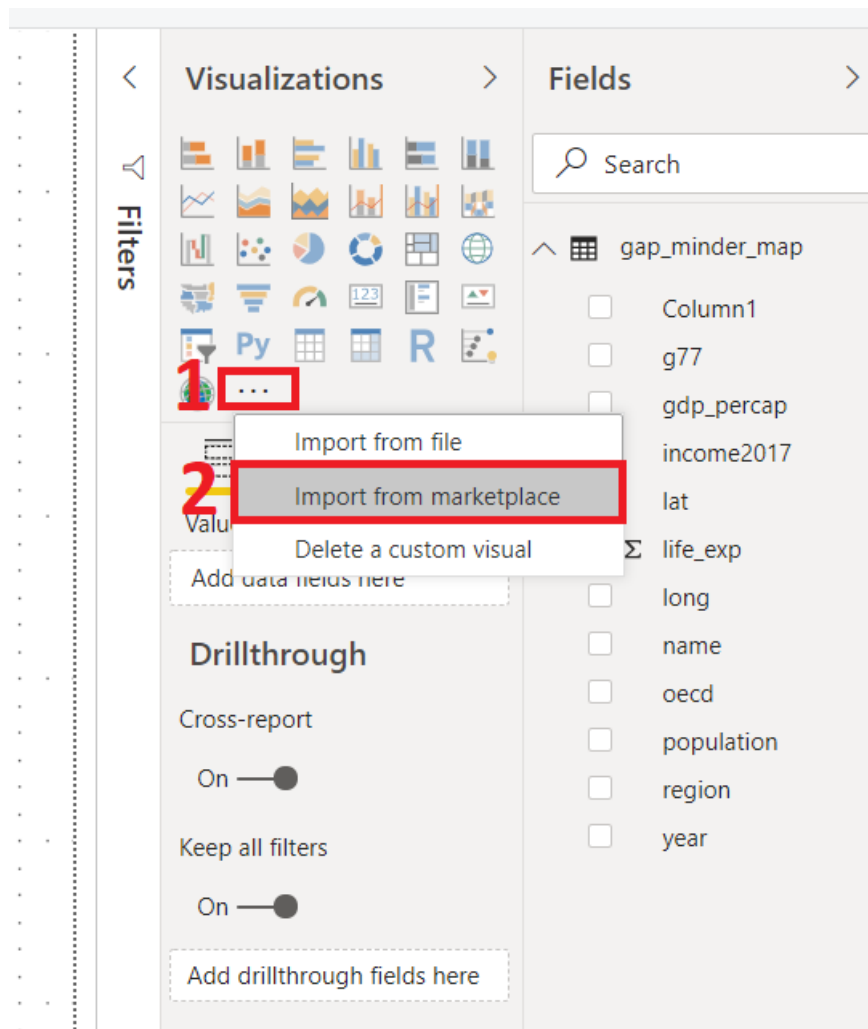 Visualizations
Fields
Search
Filters
gap_minder_map
Column1
g77
gdp_percap
income2017
lat
life_exp
long
name
oecd
population
region
year
123
Py
R
1
...
Import from file
2
Import from marketplace
Delete a custom visual
Σ
Valu
Add data fields here
Drillthrough
Cross-report
On
Keep all filters
On
Add drillthrough fields here